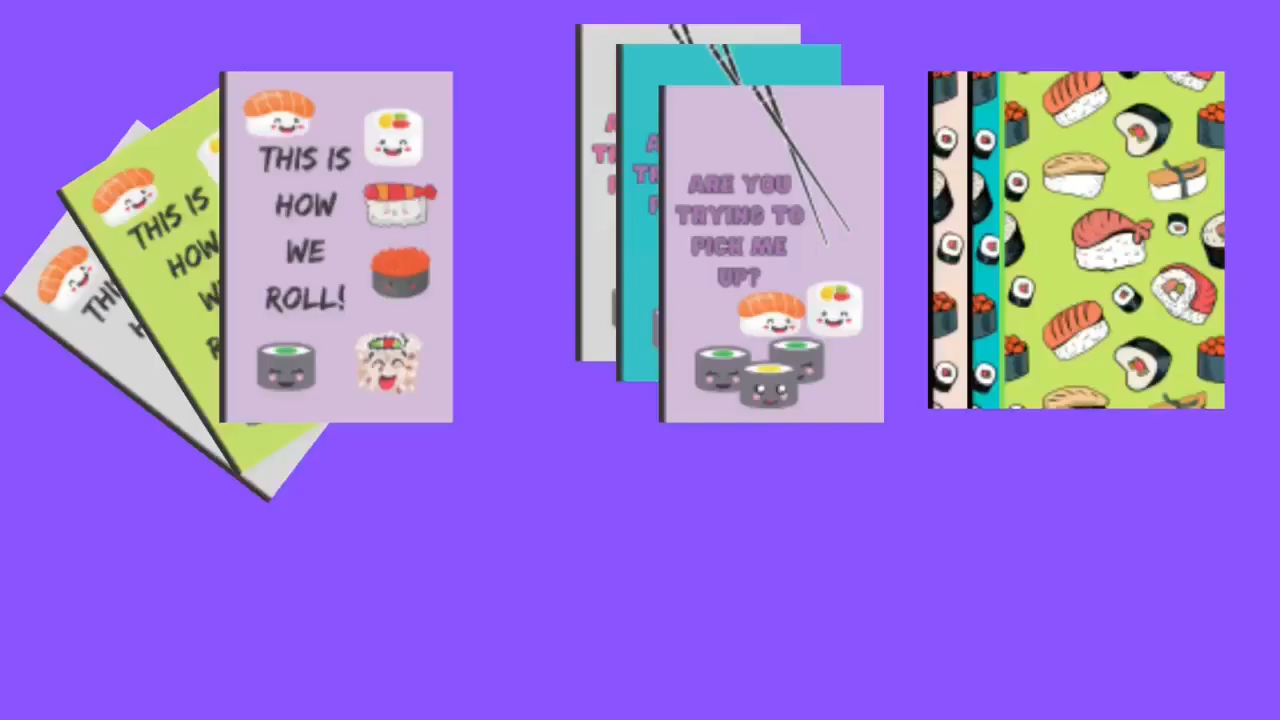 THIS IS
HOW
WE
ROLL!
THIS IS
HOW
ARE YOU
TRYING TO
PICK ME
UP?